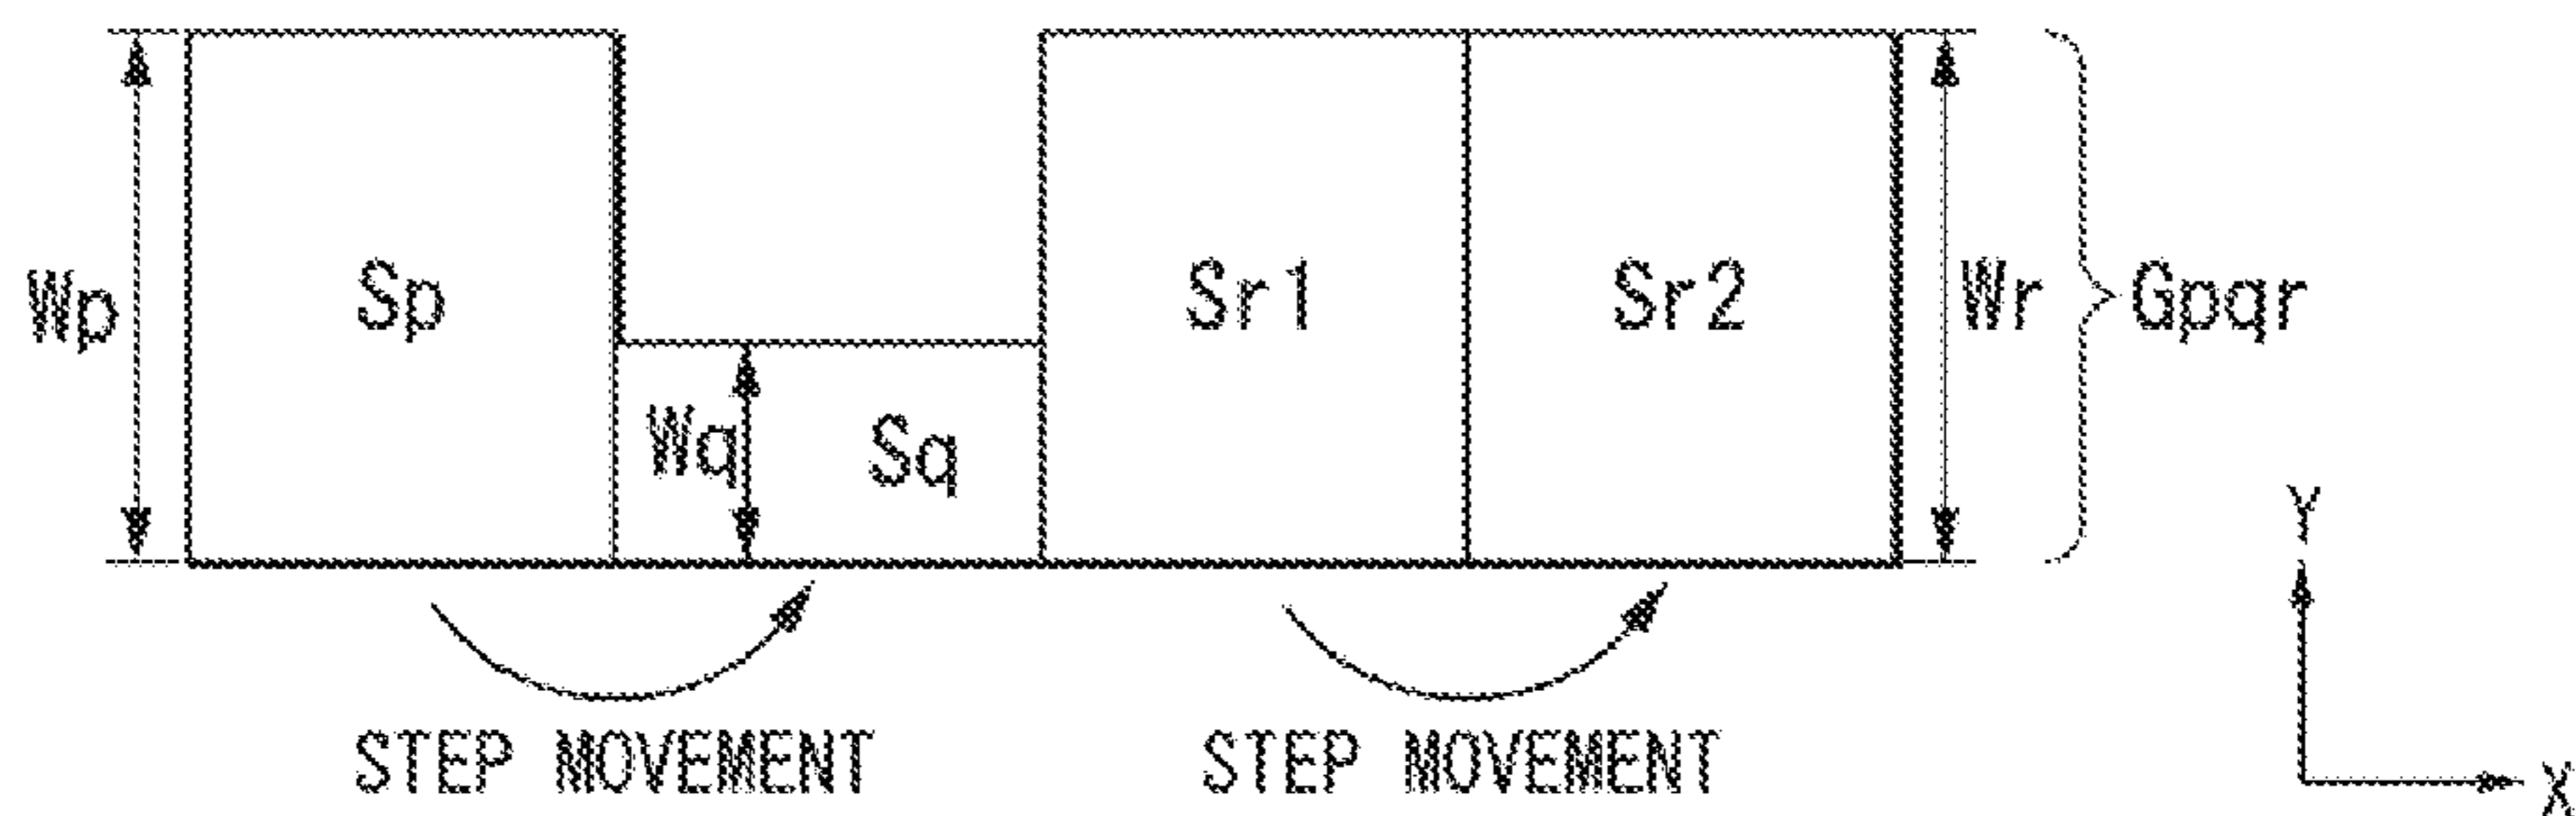 Wp
Sp
Wq
Sq
Sr1
Sr2
Wr
Gpqr
STEP MOVEMENT
STEP MOVEMENT
Y
X